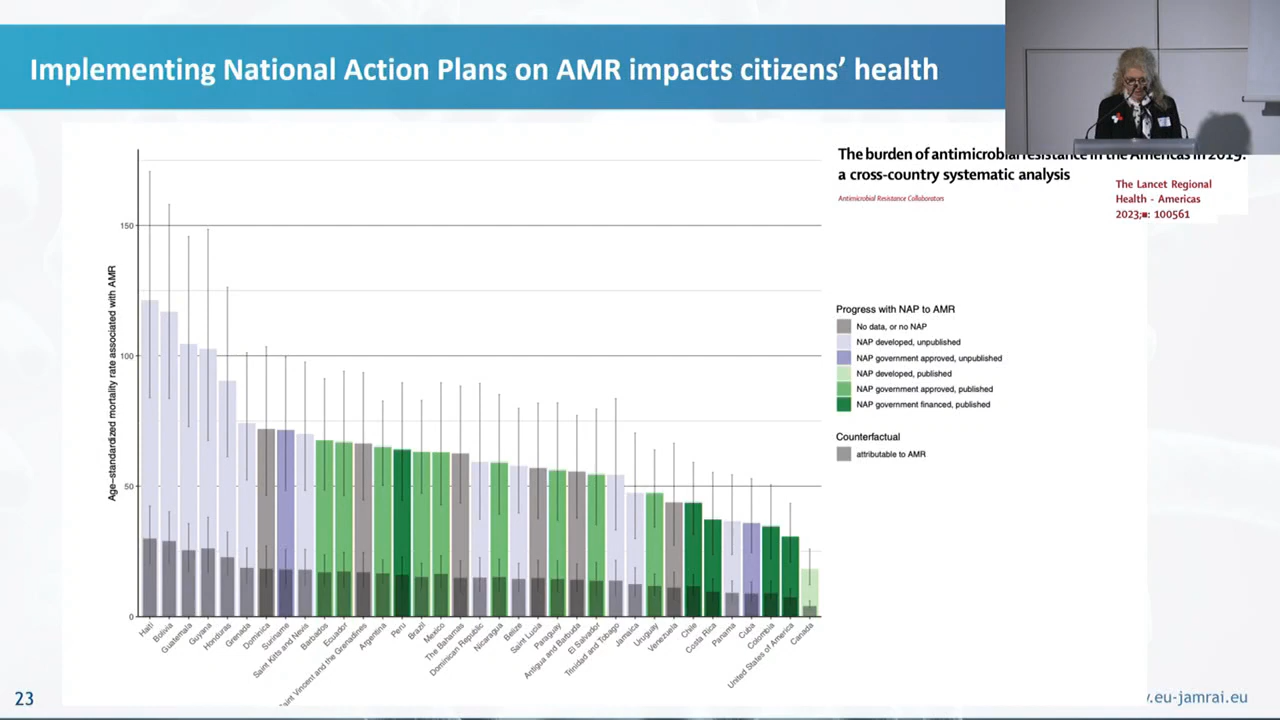 Implementing National Action Plans on AMR impacts citizens' health
The burden of antimicrobial resistance in the Americas in 2019:
a cross-country systematic analysis
Antimicrobial Resistance Collaborators
The Lancet Regional
Health - Americas
2023;■: 100561
Age-standardized mortality rate associated with AMR
150
100
50
0
Progress with NAP to AMR
No data, or no NAP
NAP developed, unpublished
NAP government approved, unpublished
NAP developed, published
NAP government approved, published
NAP government financed, published
Counterfactual
attributable to AMR
Haiti
Bolivia
Guatemala
Guyana
Honduras
Grenada
Dominica
Suriname
Saint Kitts and Nevis
Barbados
Ecuador
Saint Vincent and the Grenadines
Argentina
Peru
Brazil
Mexico
The Bahamas
Dominican Republic
Nicaragua
Belize
Saint Lucia
Paraguay
Antigua and Barbuda
El Salvador
Trinidad and Tobago
Jamaica
Uruguay
Venezuela
Chile
Costa Rica
Panama
Cuba
Colombia
United States of America
Canada
23
.eu-jamrai.eu